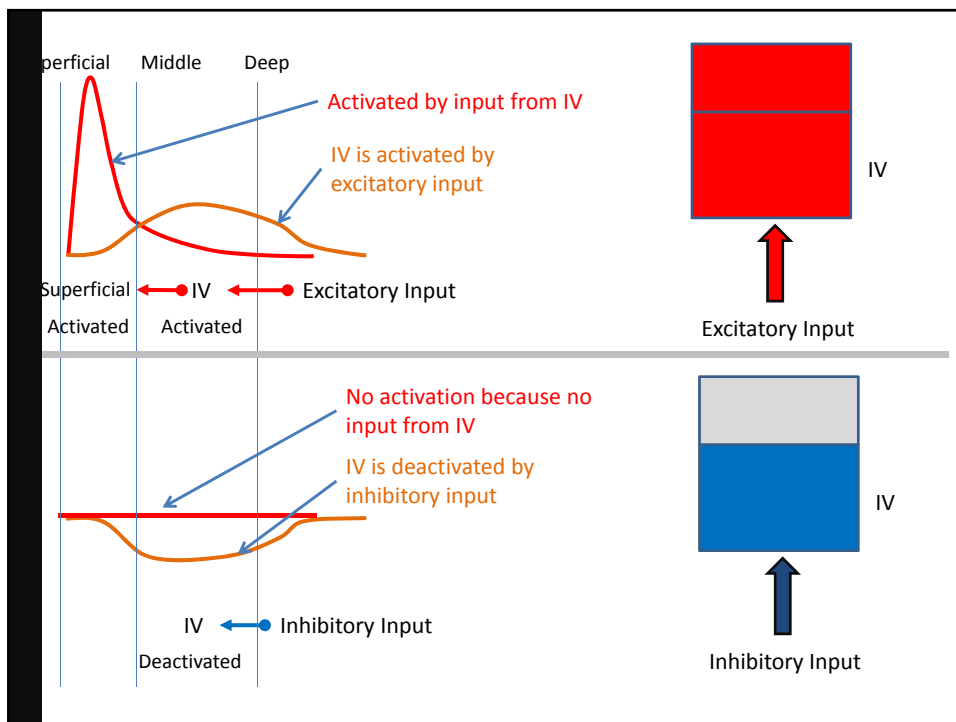 perficial Middle Deep
Activated by input from IV
IV is activated by
excitatory input
IV
Superficial IV Excitatory Input
Activated Activated
Excitatory Input
No activation because no
input from IV
IV is deactivated by
inhibitory input
IV
IV Inhibitory Input
Deactivated
Inhibitory Input